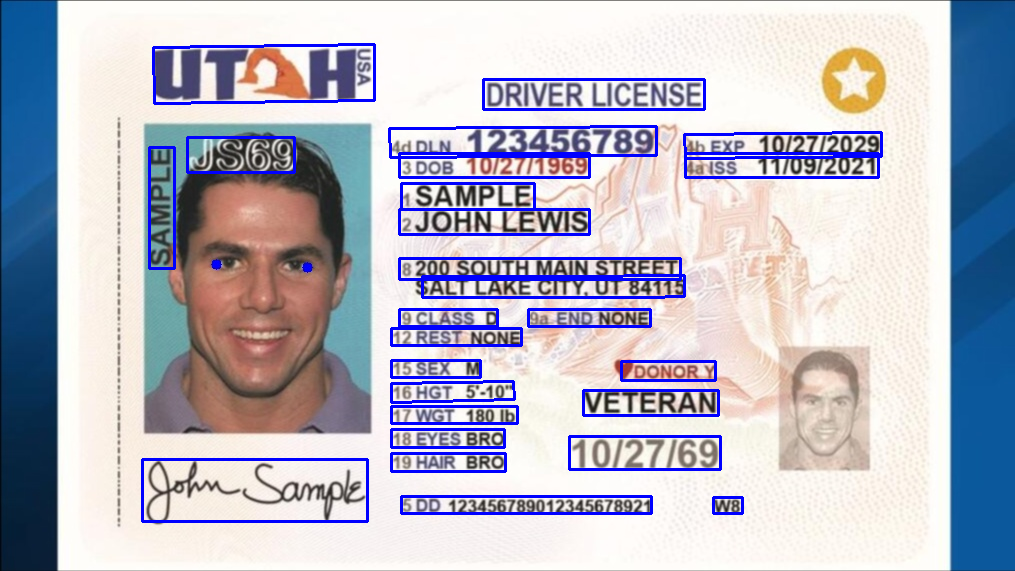 UTAH USA
DRIVER LICENSE
JS69
SAMPLE
4d DLN 123456789
4b EXP 10/27/2029
3 DOB 10/27/1969
4a ISS 11/09/2021
1 SAMPLE
2 JOHN LEWIS
8 200 SOUTH MAIN STREET
SALT LAKE CITY, UT 84115
9 CLASS D
9a END NONE
12 REST NONE
15 SEX M
DONOR Y
16 HGT 5'-10"
VETERAN
17 WGT 180 lb
18 EYES BRO
10/27/69
19 HAIR BRO
John Sample
5 DD 12345678901234567892​1
W8